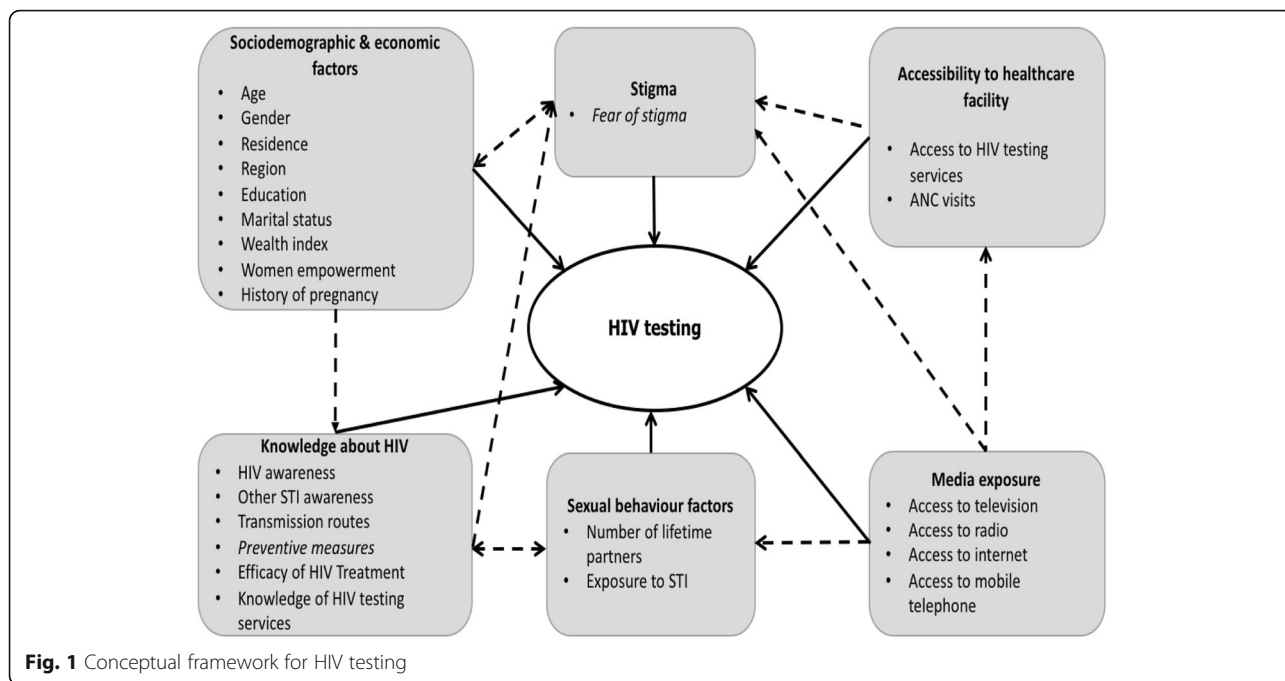 Sociodemographic & economic
factors
• Age
• Gender
• Residence
• Region
• Education
• Marital status
• Wealth index
• Women empowerment
• History of pregnancy
Stigma
• Fear of stigma
Accessibility to healthcare
facility
• Access to HIV testing
services
• ANC visits
HIV testing
Knowledge about HIV
• HIV awareness
• Other STI awareness
• Transmission routes
• Preventive measures
• Efficacy of HIV Treatment
• Knowledge of HIV testing
services
Sexual behaviour factors
• Number of lifetime
partners
• Exposure to STI
Media exposure
• Access to television
• Access to radio
• Access to internet
• Access to mobile
telephone
Fig. 1 Conceptual framework for HIV testing